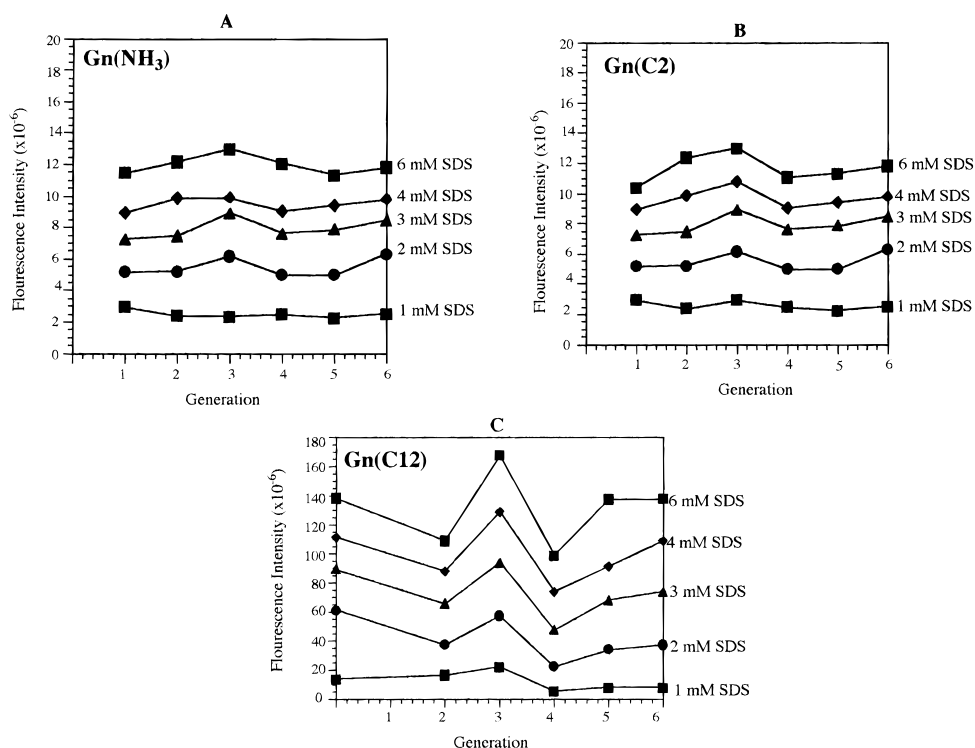 A
Gn(NH3)
Flourescence Intensity (x10-6)
20
18
16
14
12
10
8
6
4
2
0
6 mM SDS
4 mM SDS
3 mM SDS
2 mM SDS
1 mM SDS
1 2 3 4 5 6
Generation
B
Gn(C2)
Flourescence Intensity (x10-6)
20
18
16
14
12
10
8
6
4
2
0
6 mM SDS
4 mM SDS
3 mM SDS
2 mM SDS
1 mM SDS
1 2 3 4 5 6
Generation
C
Gn(C12)
Flourescence Intensity (x10-6)
180
160
140
120
100
80
60
40
20
0
6 mM SDS
4 mM SDS
3 mM SDS
2 mM SDS
1 mM SDS
1 2 3 4 5 6
Generation